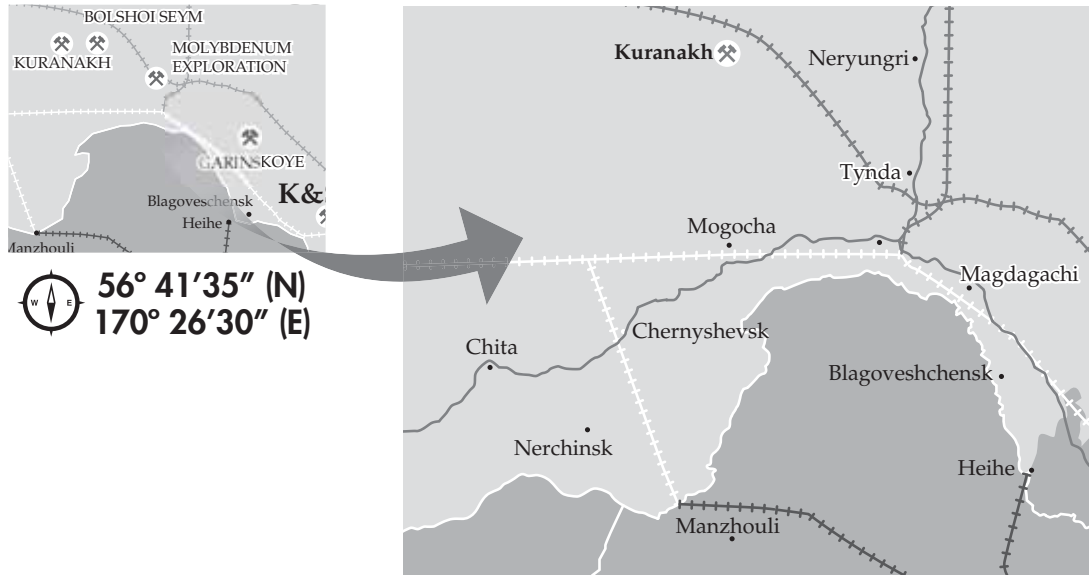 BOLSHOI SEYM
KURANAKH
MOLYBDENUM
EXPLORATION
GARINSKOYE
K&
Blagoveschensk
Heihe
Manzhouli
W E
56° 41'35" (N)
170° 26'30" (E)
Kuranakh
Neryungri
Tynda
Mogocha
Magdagachi
Chernyshevsk
Chita
Blagoveshchensk
Nerchinsk
Heihe
Manzhouli